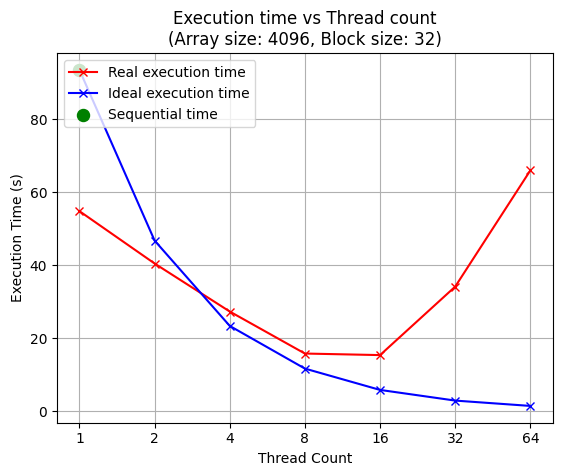 Execution time vs Thread count
(Array size: 4096, Block size: 32)
Real execution time
Ideal execution time
Sequential time
Execution Time (s)
80
60
40
20
0
1 2 4 8 16 32 64
Thread Count